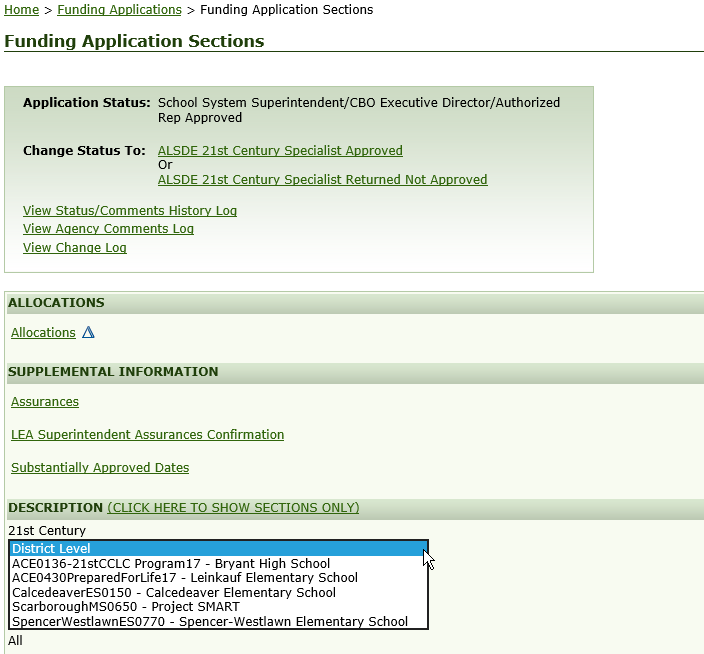 Home > Funding Applications > Funding Application Sections
Funding Application Sections
Application Status: School System Superintendent/CBO Executive Director/Authorized
Rep Approved
Change Status To: ALSDE 21st Century Specialist Approved
Or
ALSDE 21st Century Specialist Returned Not Approved
View Status/Comments History Log
View Agency Comments Log
View Change Log
ALLOCATIONS
Allocations
SUPPLEMENTAL INFORMATION
Assurances
LEA Superintendent Assurances Confirmation
Substantially Approved Dates
DESCRIPTION (CLICK HERE TO SHOW SECTIONS ONLY)
21st Century
District Level
ACE0136-21stCCLC Program17 - Bryant High School
ACE0430PreparedForLife17 - Leinkauf Elementary School
CalcedeaverES0150 - Calcedeaver Elementary School
ScarboroughMS0650 - Project SMART
SpencerWestlawnES0770 - Spencer-Westlawn Elementary School
All